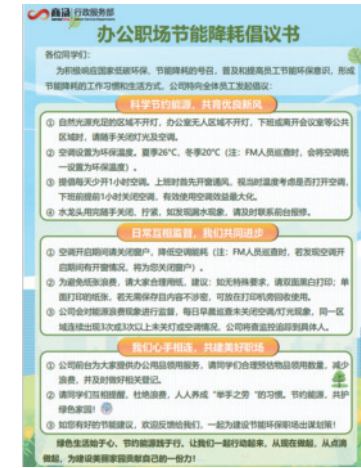 商汤 行政服务部
办公职场节能降耗倡议书
各位同学们：
为积极响应国家低碳环保、节能降耗的号召，普及和提高员工节能环保意识，形成
节能降耗的工作习惯和生活方式，公司特向全体员工发起倡议：
科学节约能源，共育优良新风
① 自然光源充足的区域不开灯，办公室无人区域不开灯，下班或离开会议室等公共
区域时，请随手关闭灯光及空调。
② 空调设置为环保温度。夏季26°C，冬季20°C（注：FM人员巡查时，会将空调统
一设置为环保温度）。
③ 提倡每天少开1小时空调。上班时首先开窗通风，视当时温度考虑是否打开空调，
下班前提前1小时关闭空调，有效使用空调效益最大化。
④ 水龙头用完随手关闭、拧紧，如发现漏水现象，请及时联系前台报修。
日常互相监督，我们共同进步
① 空调开启期间请关闭窗户，降低空调能耗（注：FM人员巡查时，若发现空调开
启期间有开窗情况，将为您关闭窗户）。
② 为避免纸张浪费，请大家合理用纸，建议：如无特殊要求，请双面黑白打印；单
面打印的纸张，若无需保存且内容不涉密，可放在打印机旁回收使用。
③ 公司会对能源浪费现象进行监督，每日早晨巡查未关闭空调/灯光现象，同一区
域连续出现3次或3次以上未关灯或空调情况，公司将查监控追踪到具体人。
我们心手相连，共建美好职场
① 公司前台为大家提供办公用品领用服务，请同学们合理预估物品领用数量，减少
浪费，并及时做好相关登记。
② 请同学们互相提醒，杜绝浪费，人人养成“举手之劳”的习惯。节约能源，共护
绿色家园！
③ 如您有好的节能建议，欢迎反馈给我们，一起为建设节能环保职场出谋划策！
绿色生活始于心，节约能源践于行，让我们一起行动起来，从现在做起，从点滴
做起，为建设美丽家园贡献自己的一份力！